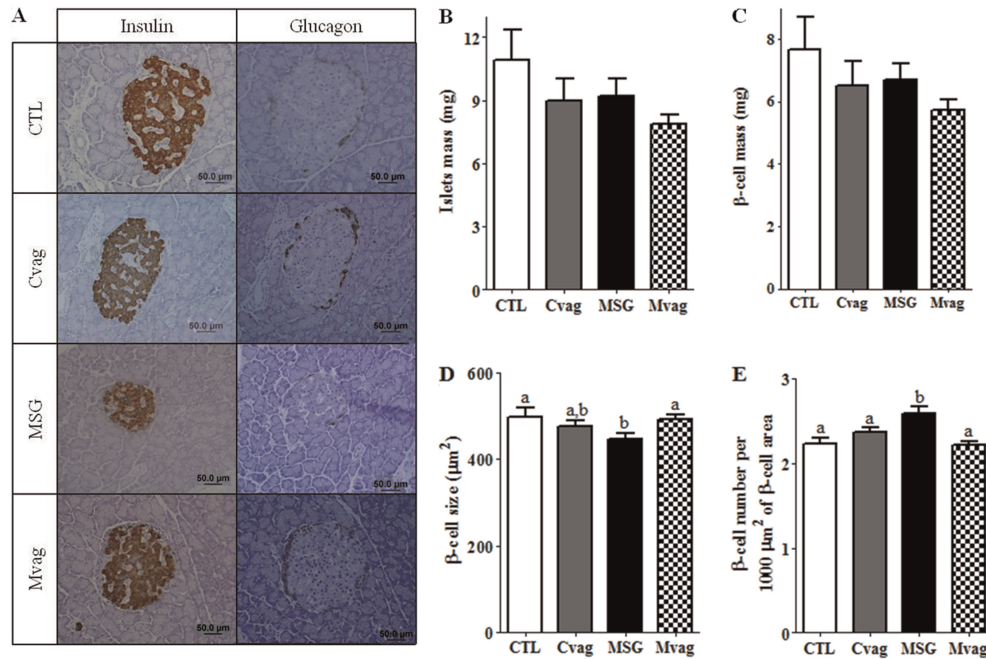 A
Insulin
Glucagon
CTL
50.0 µm
50.0 µm
Cvag
50.0 µm
50.0 µm
MSG
50.0 µm
50.0 µm
Mvag
50.0 µm
50.0 µm
B
Islets mass (mg)
12
9
6
3
0
CTL Cvag MSG Mvag
C
β-cell mass (mg)
8
6
4
2
0
CTL Cvag MSG Mvag
D
β-cell size (µm²)
600
400
200
0
a a,b b a
CTL Cvag MSG Mvag
E
β-cell number per
1000 µm² of β-cell area
3
2
1
0
a a b a
CTL Cvag MSG Mvag